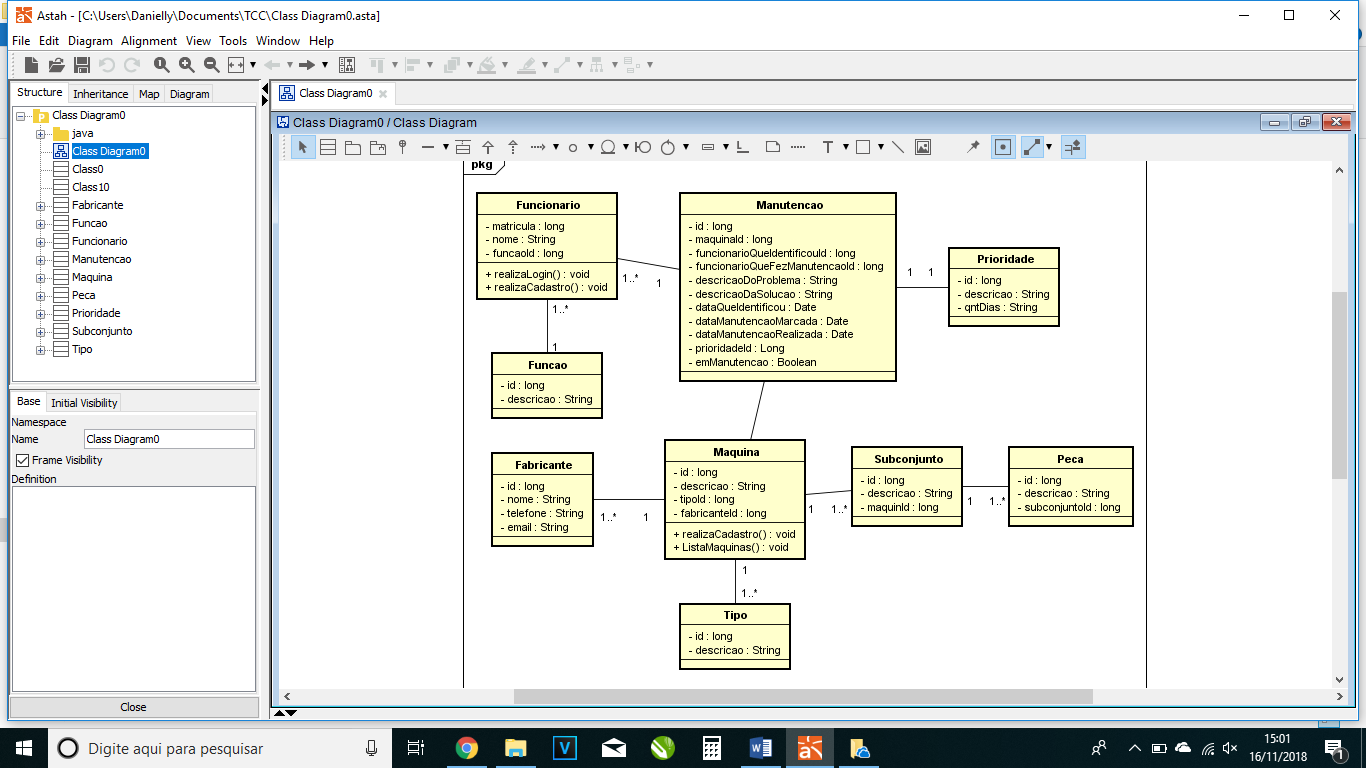 Astah - [C:\Users\Danielly\Documents\TCC\Class Diagram0.asta]
File Edit Diagram Alignment View Tools Window Help
Structure Inheritance Map Diagram
Class Diagram0
java
Class Diagram0
Class0
Class10
Fabricante
Funcao
Funcionario
Manutencao
Maquina
Peca
Prioridade
Subconjunto
Tipo
Base Initial Visibility
Namespace
Name Class Diagram0
Frame Visibility
Definition
Close
Class Diagram0
Class Diagram0 / Class Diagram
T
pkg
Funcionario
- matricula : long
- nome : String
- funcaoId : long
+ realizaLogin() : void
+ realizaCadastro() : void
1..*
1
1..*
1
Funcao
- id : long
- descricao : String
Manutencao
- id : long
- maquinaId : long
- funcionarioQueIdentificouId : long
- funcionarioQueFezManutencaoId : long
- descricaoDoProblema : String
- descricaoDaSolucao : String
- dataQueIdentificou : Date
- dataManutencaoMarcada : Date
- dataManutencaoRealizada : Date
- prioridadeId : Long
- emManutencao : Boolean
1
1
Prioridade
- id : long
- descricao : String
- qntDias : String
Fabricante
- id : long
- nome : String
- telefone : String
- email : String
1..*
1
Maquina
- id : long
- descricao : String
- tipoId : long
- fabricanteId : long
+ realizaCadastro() : void
+ ListaMaquinas() : void
1
1..*
Subconjunto
- id : long
- descricao : String
- maquinId : long
1
1..*
Peca
- id : long
- descricao : String
- subconjuntoId : long
1
1..*
Tipo
- id : long
- descricao : String
Digite aqui para pesquisar
V
15:01
16/11/2018
1